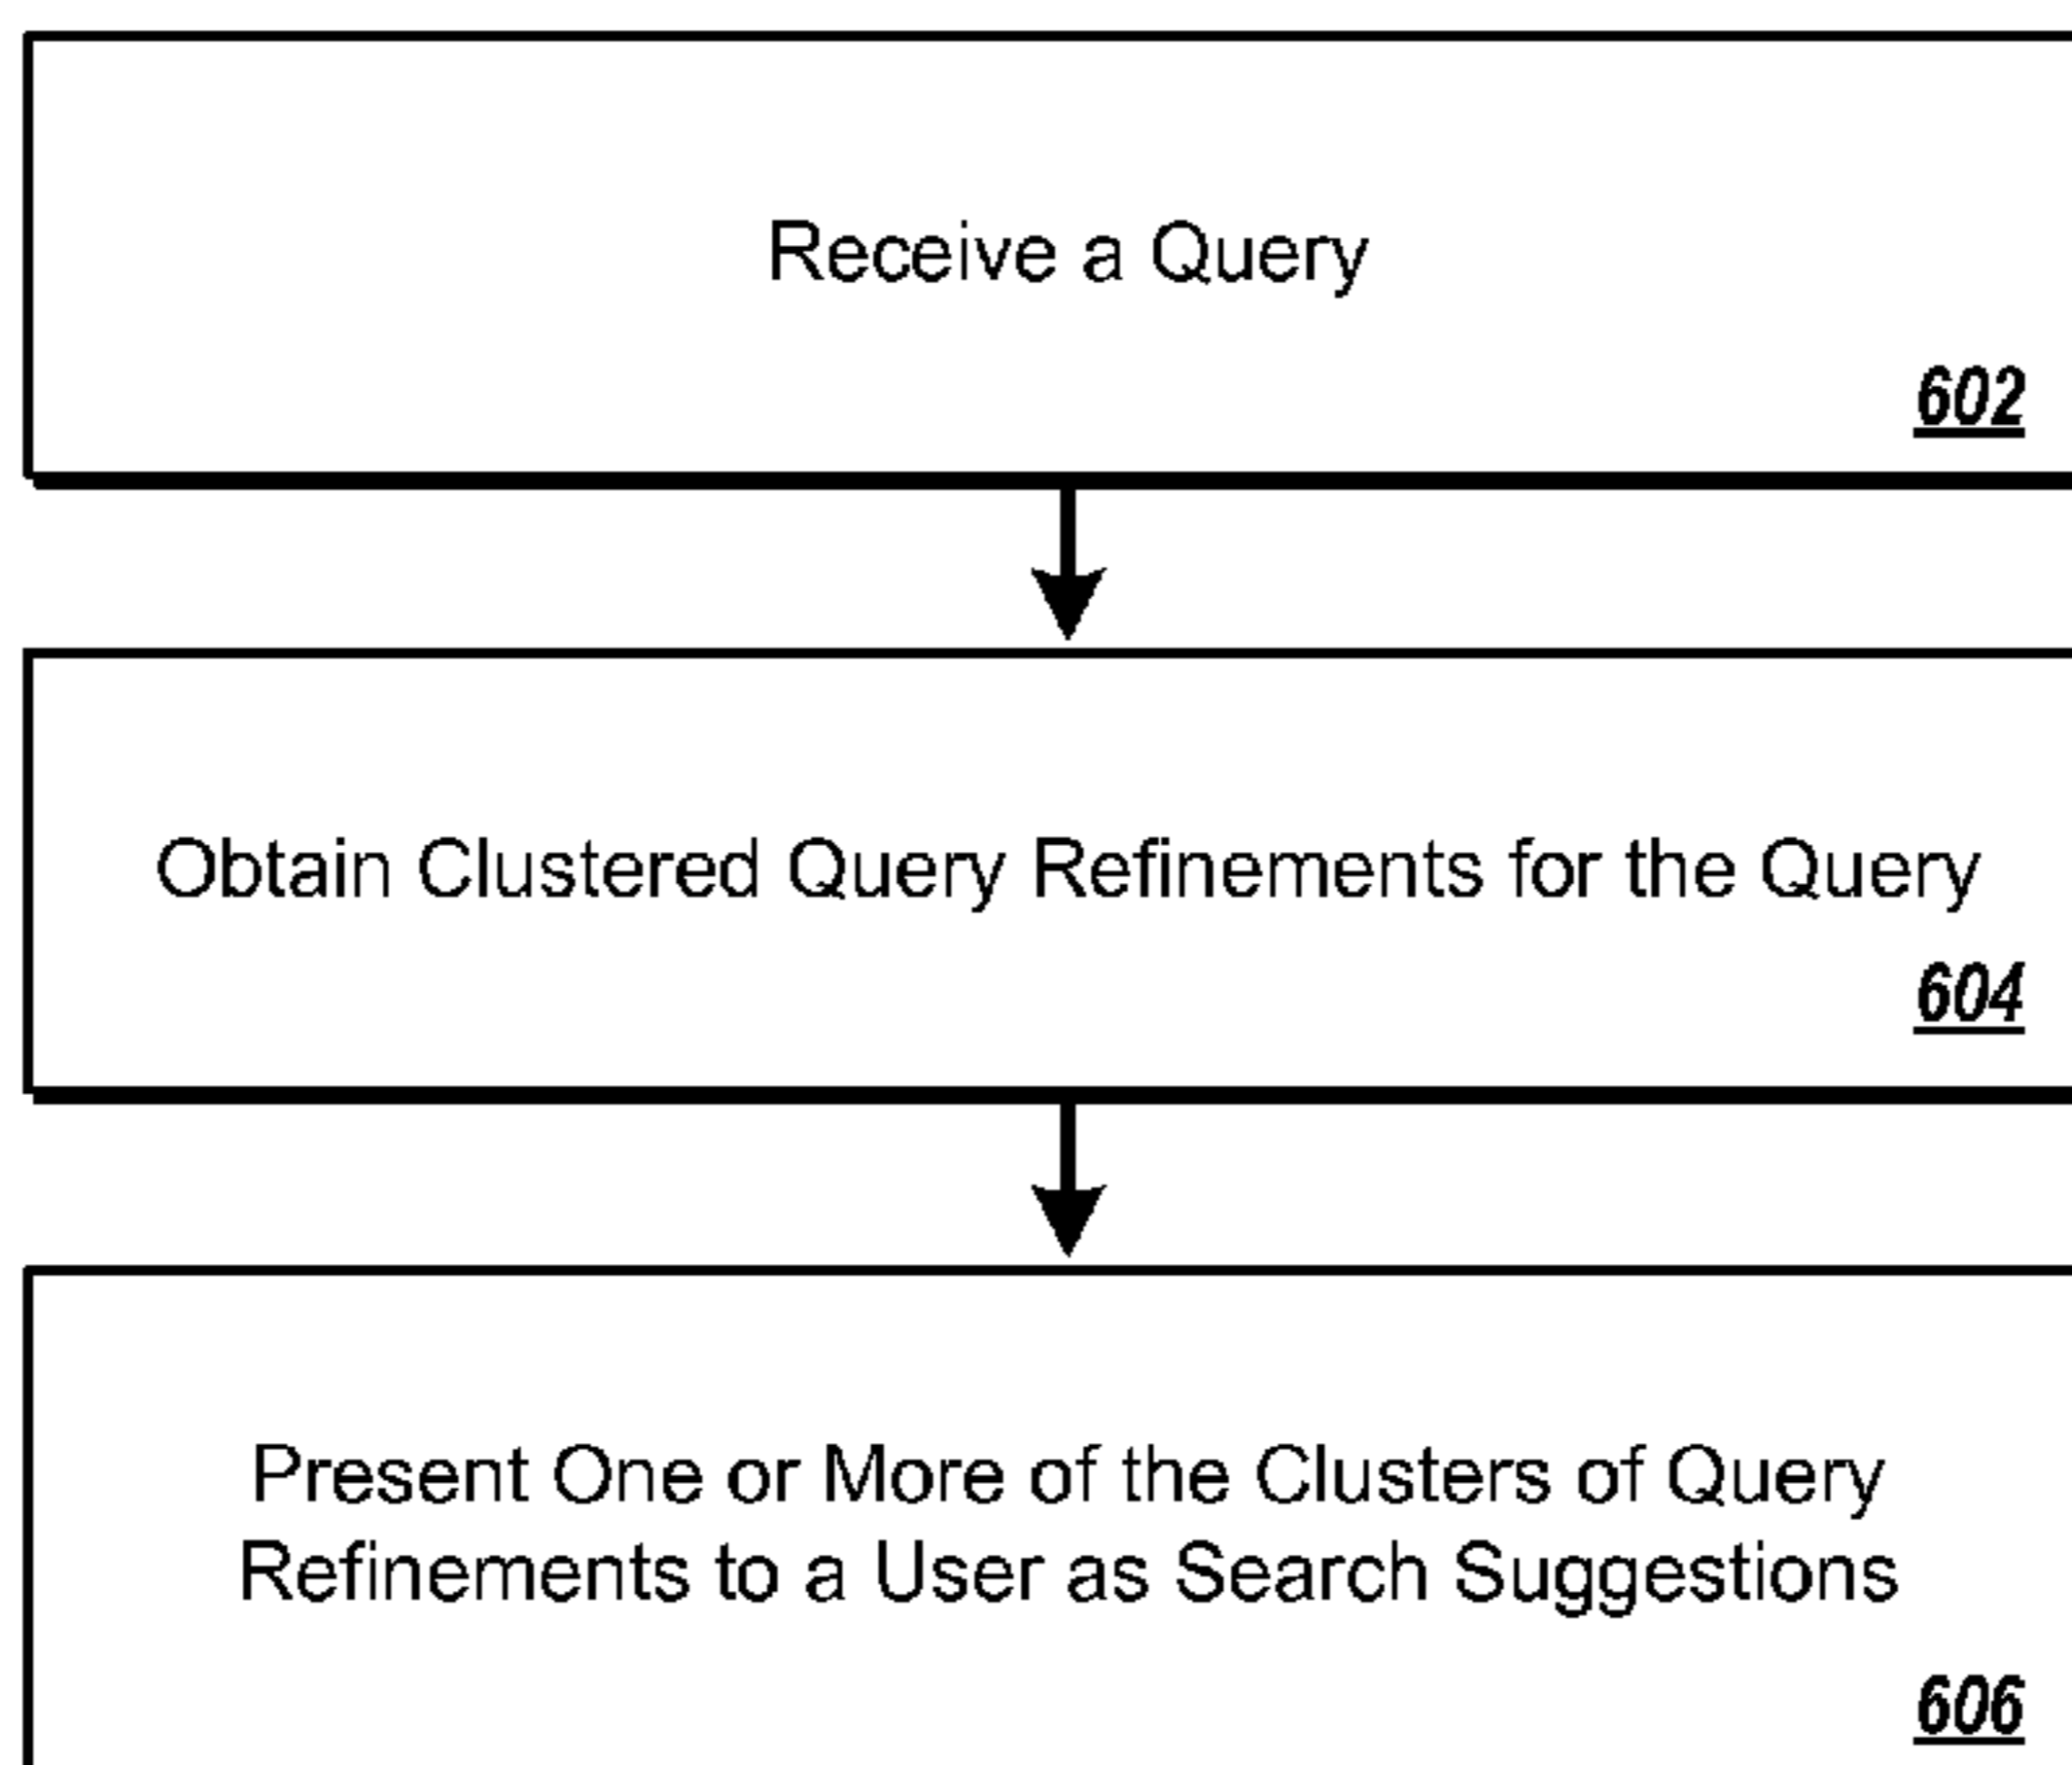 Receive a Query
602
Obtain Clustered Query Refinements for the Query
604
Present One or More of the Clusters of Query
Refinements to a User as Search Suggestions
606